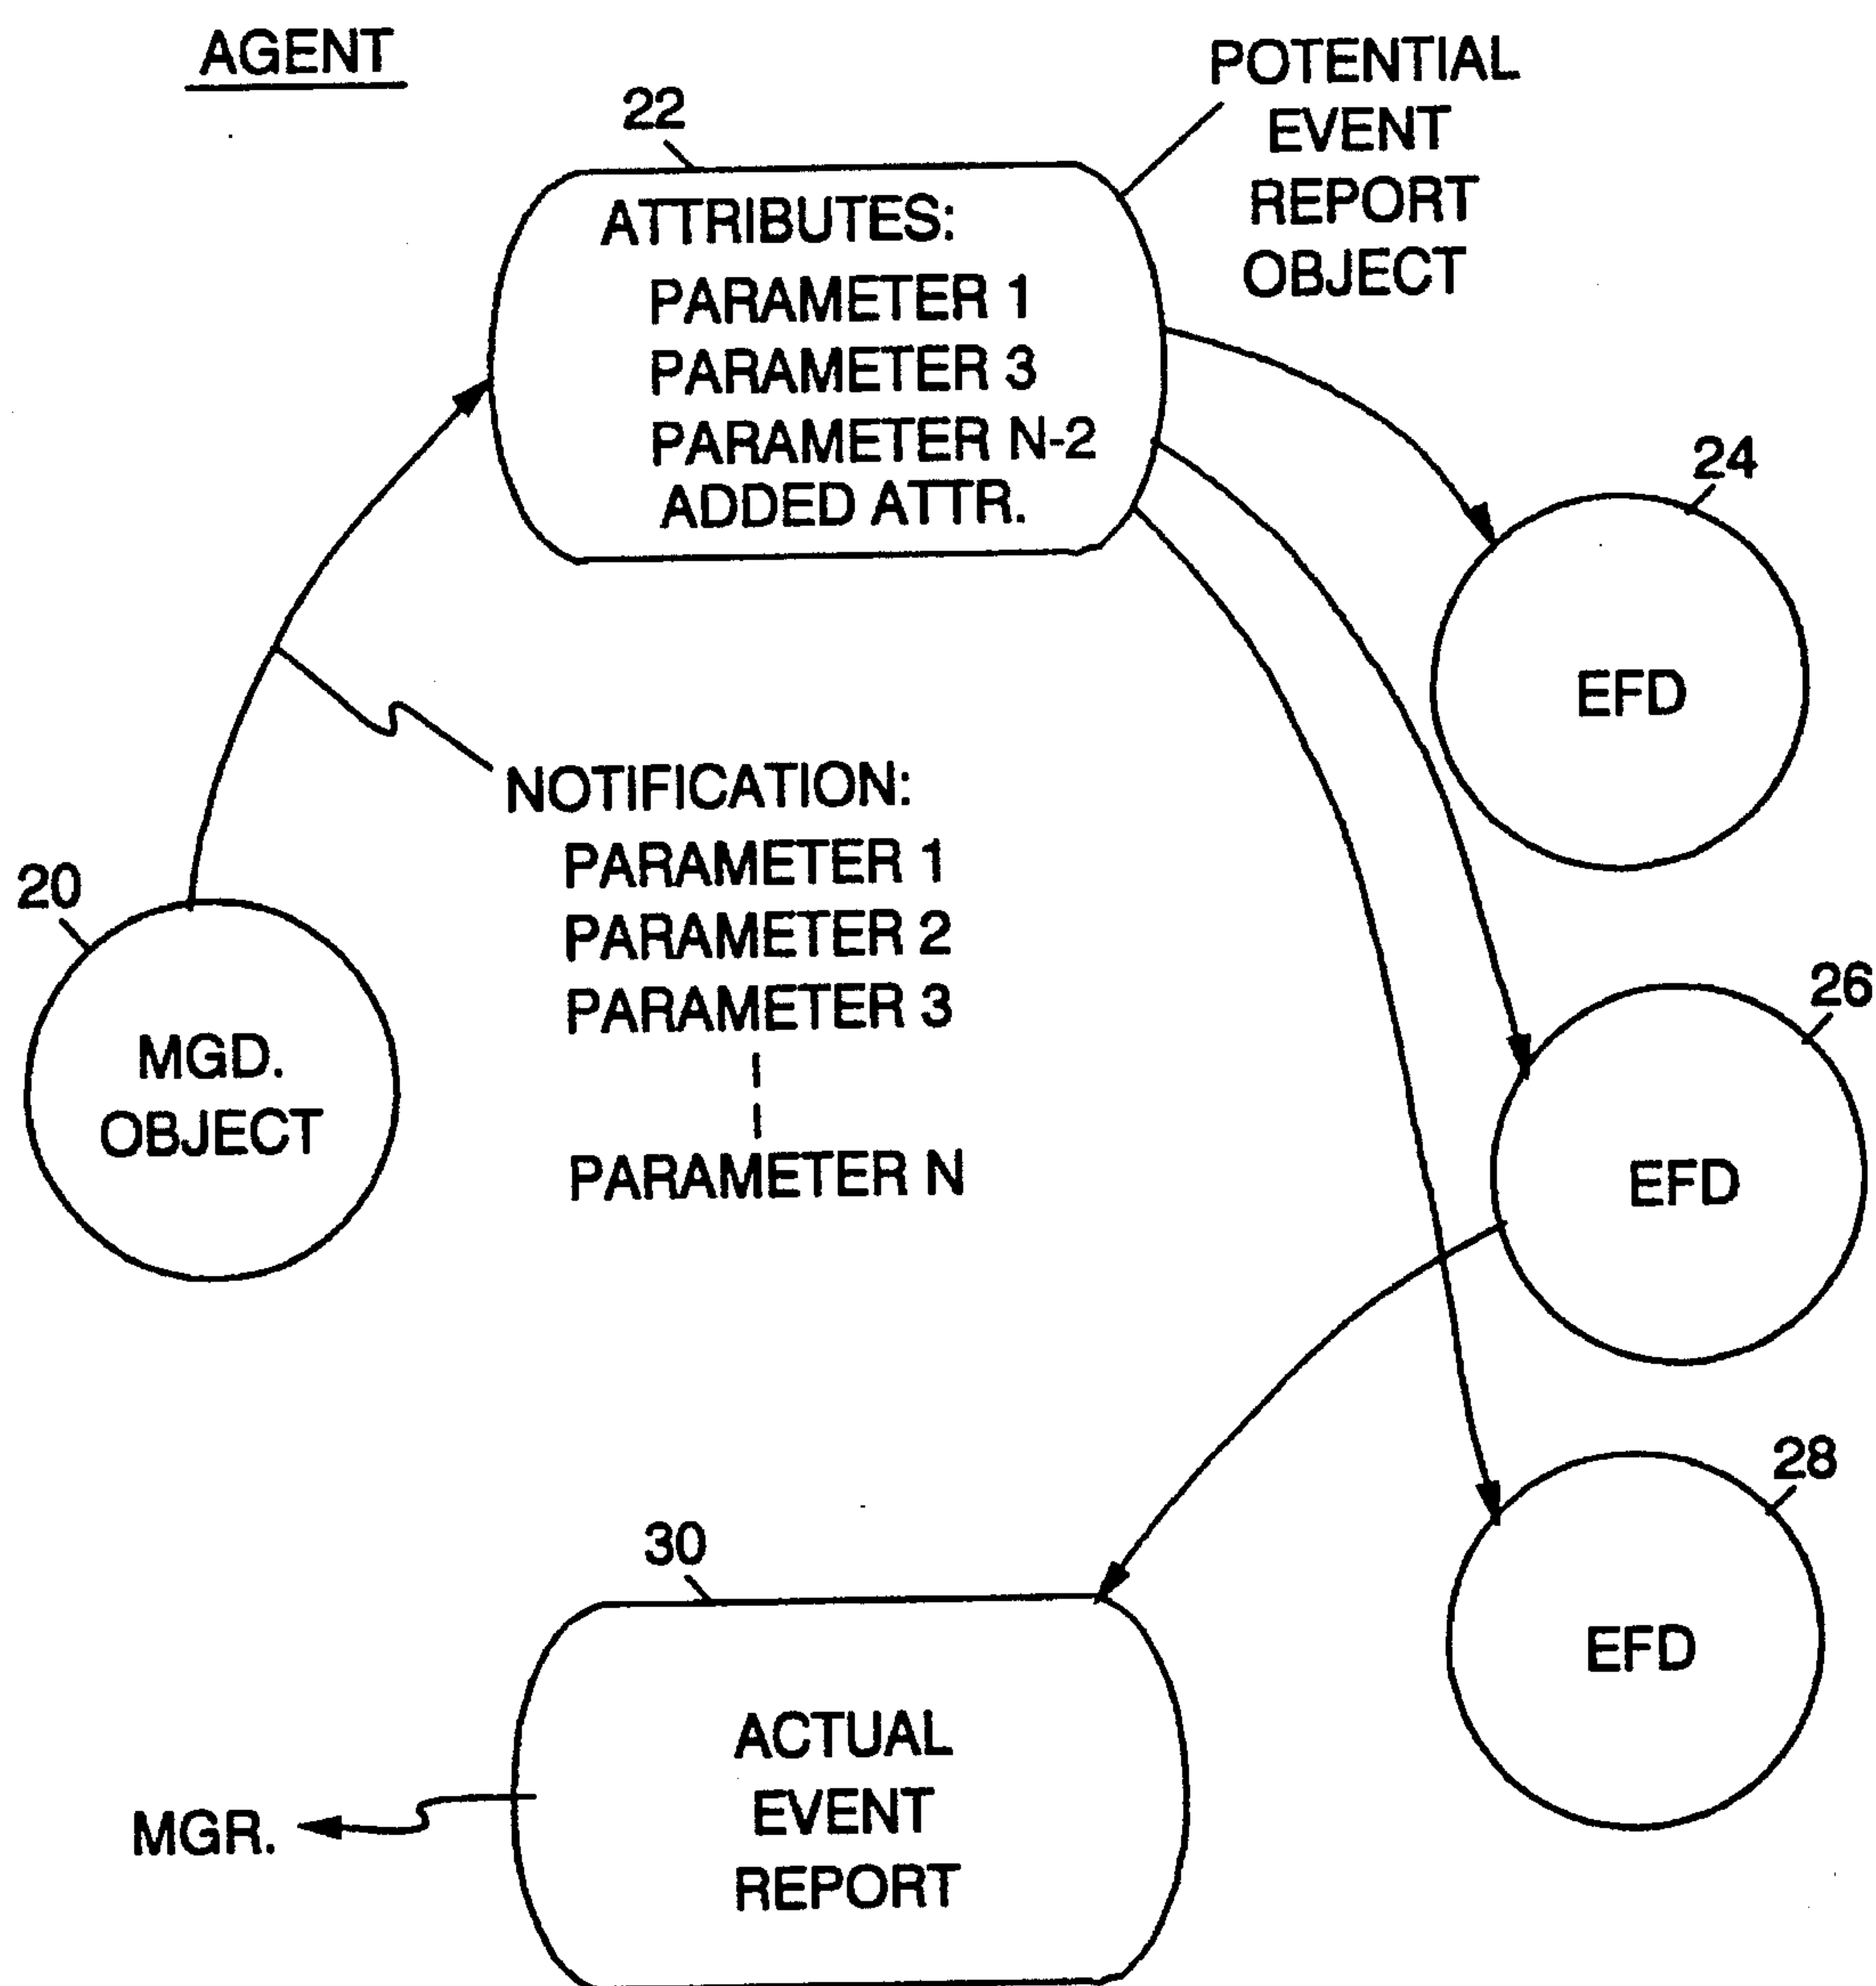 AGENT
22
POTENTIAL
EVENT
REPORT
OBJECT
ATTRIBUTES:
PARAMETER 1
PARAMETER 3
PARAMETER N-2
ADDED ATTR.
24
EFD
NOTIFICATION:
PARAMETER 1
PARAMETER 2
PARAMETER 3
PARAMETER N
20
MGD.
OBJECT
26
EFD
28
EFD
30
ACTUAL
EVENT
REPORT
MGR.